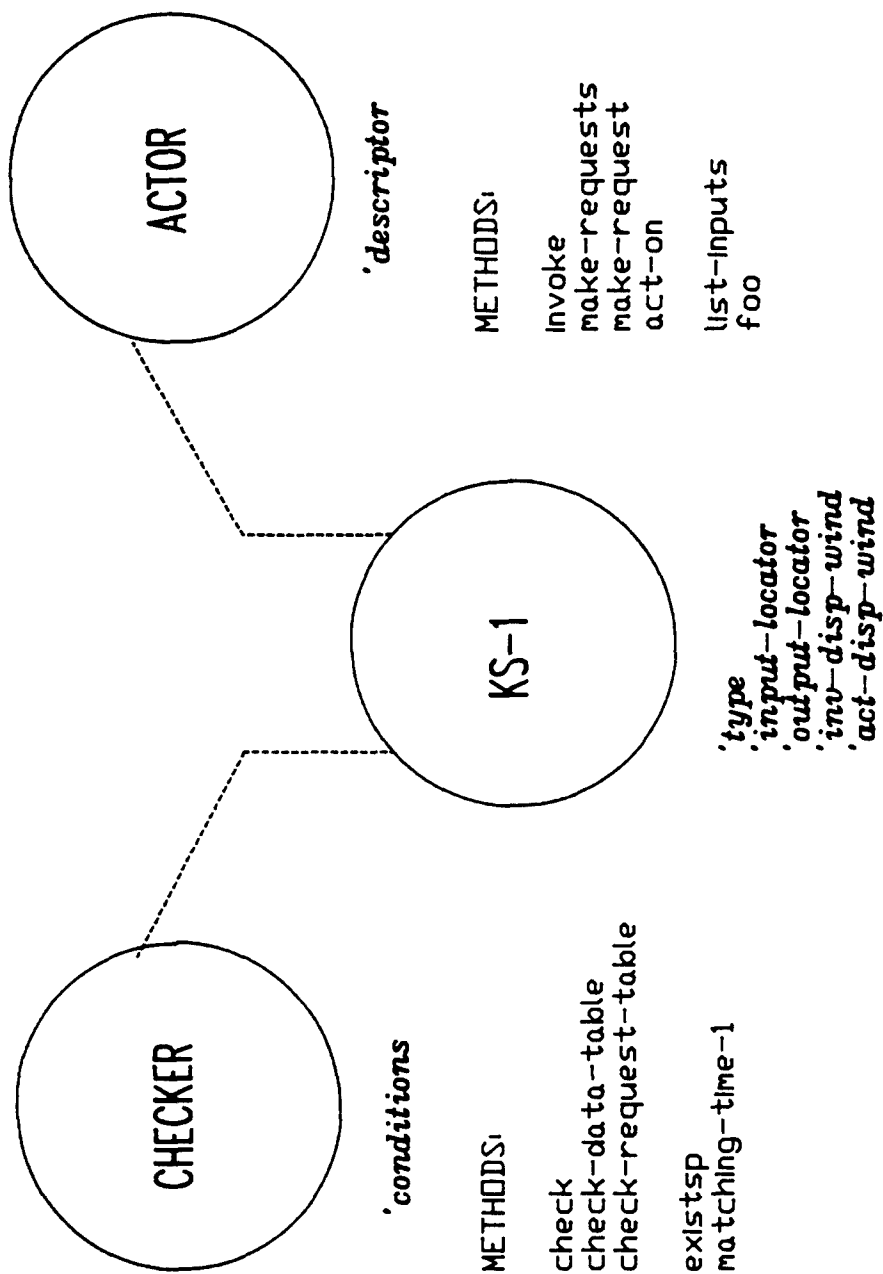 CHECKER
'conditions
METHODS:
check
check-data-table
check-request-table
existsp
matching-time-1
KS-1
'type
'input-locator
'output-locator
'inv-disp-wind
'act-disp-wind
ACTOR
'descriptor
METHODS:
Invoke
make-requests
make-request
act-on
list-Inputs
foo